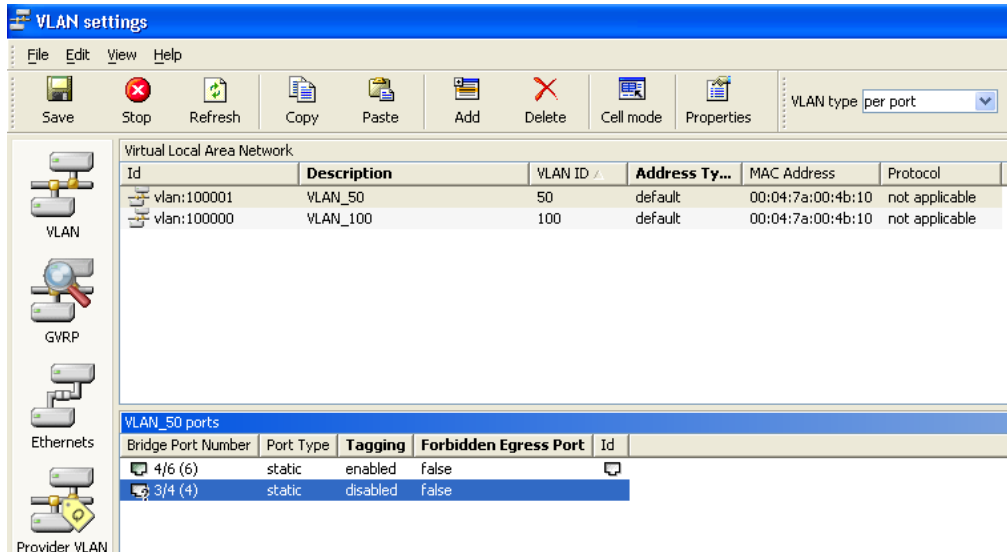 VLAN settings
File Edit View Help
Save Stop Refresh Copy Paste Add Delete Cell mode Properties VLAN type per port
Virtual Local Area Network
Id Description VLAN ID Address Ty... MAC Address Protocol
vlan:100001 VLAN_50 50 default 00:04:7a:00:4b:10 not applicable
vlan:100000 VLAN_100 100 default 00:04:7a:00:4b:10 not applicable
VLAN
GVRP
Ethernets
Provider VLAN
VLAN_50 ports
Bridge Port Number Port Type Tagging Forbidden Egress Port Id
4/6 (6) static enabled false
3/4 (4) static disabled false